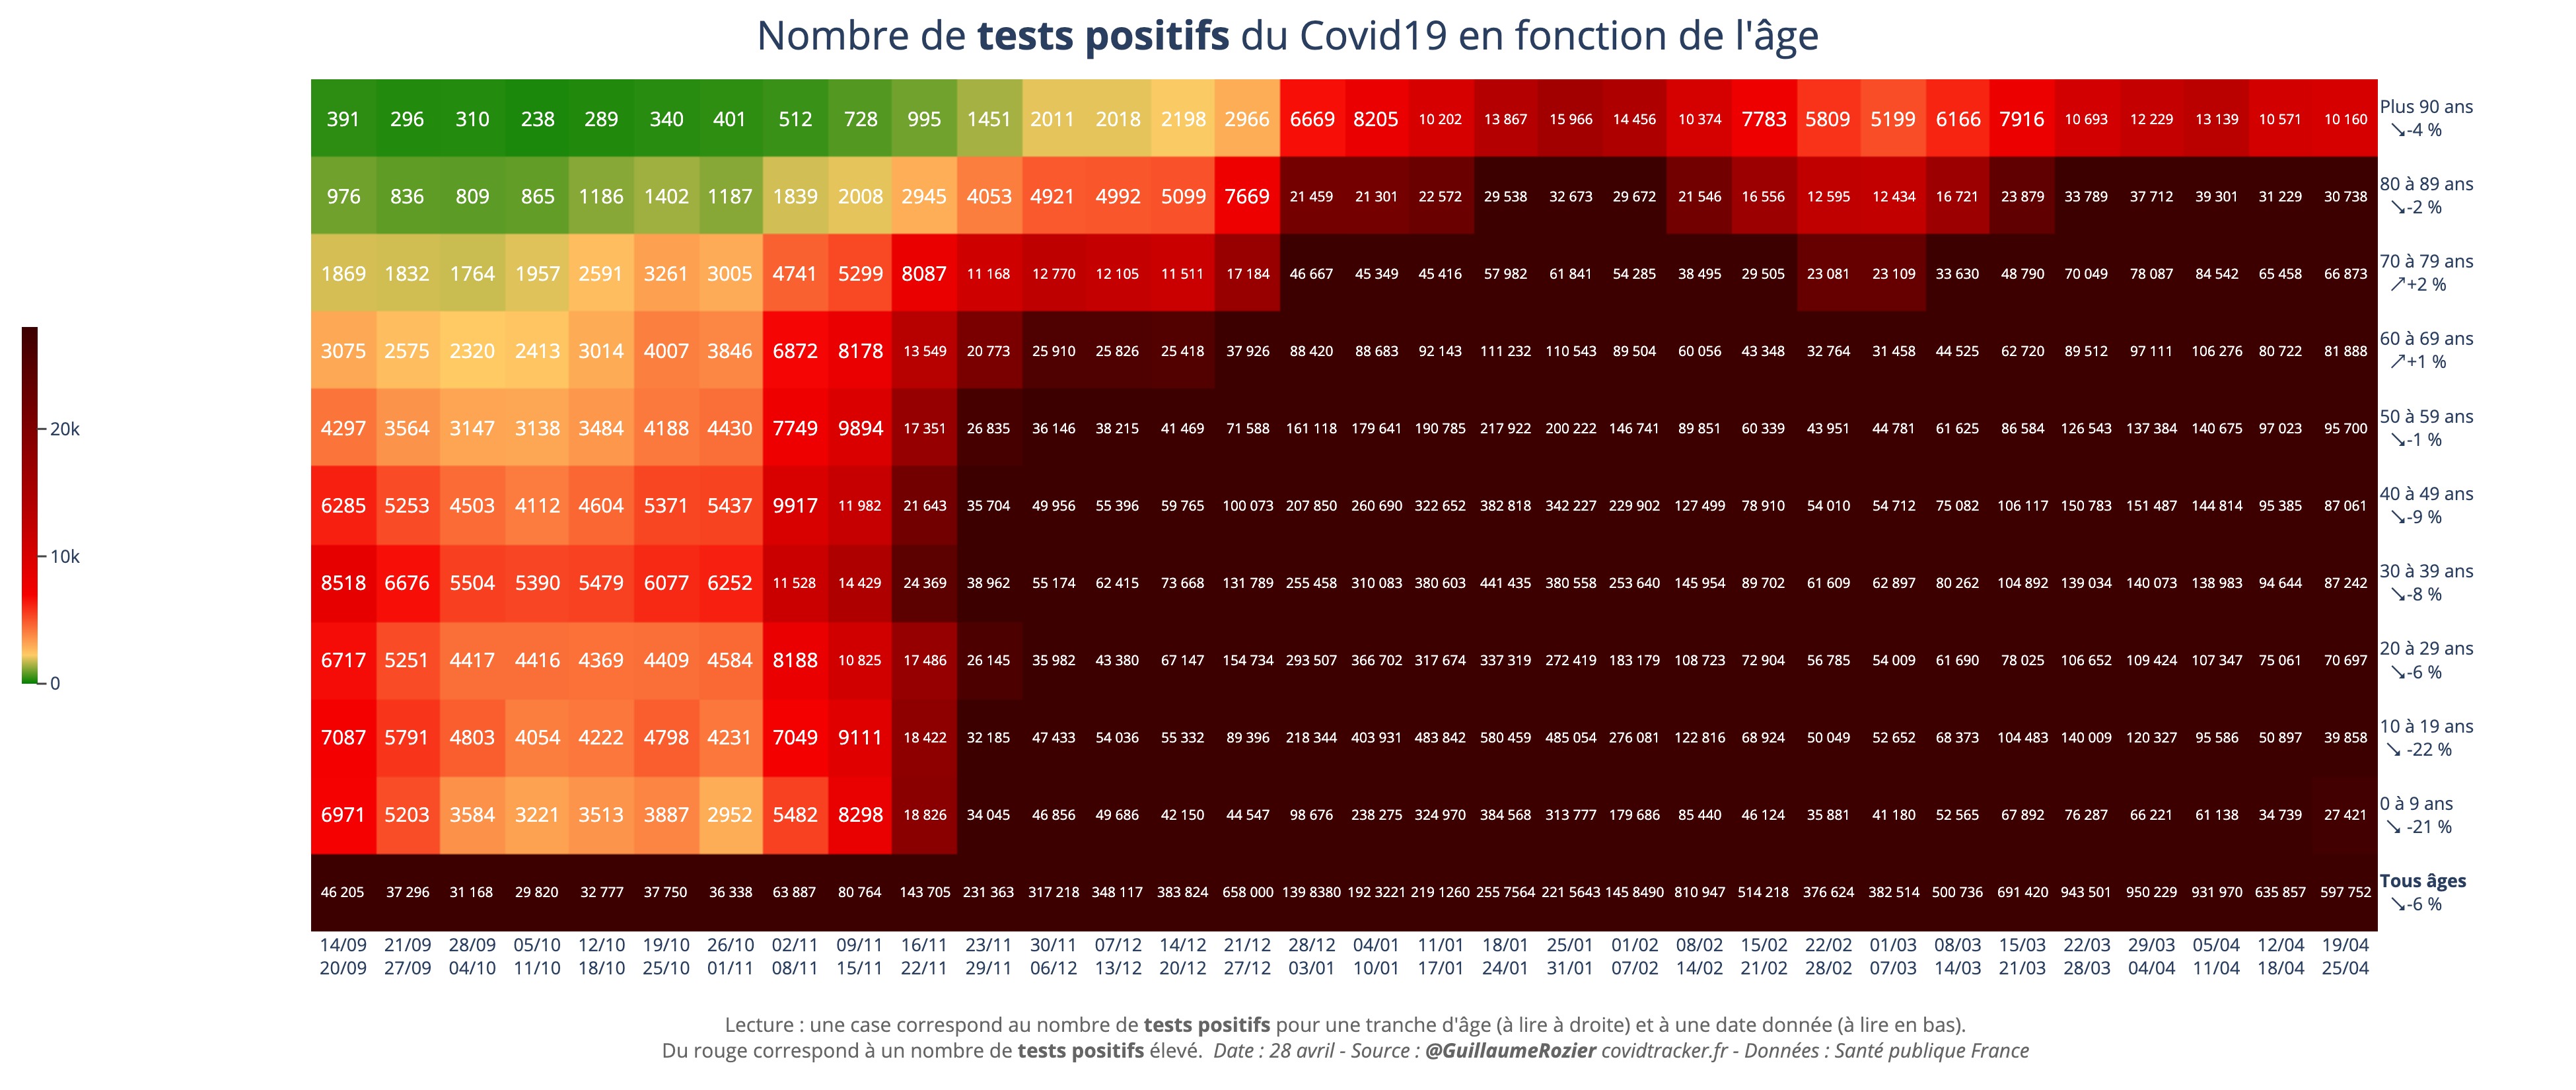 Nombre de tests positifs du Covid19 en fonction de l'âge
391 296 310 238 289 340 401 512 728 995 1451 2011 2018 2198 2966 6669 8205 10 202 13 867 15 966 14 456 10 374 7783 5809 5199 6166 7916 10 693 12 229 13 139 10 571 10 160 Plus 90 ans
↘-4 %
976 836 809 865 1186 1402 1187 1839 2008 2945 4053 4921 4992 5099 7669 21 459 21 301 22 572 29 538 32 673 29 672 21 546 16 556 12 595 12 434 16 721 23 879 33 789 37 712 39 301 31 229 30 738 80 à 89 ans
↘-2 %
1869 1832 1764 1957 2591 3261 3005 4741 5299 8087 11 168 12 770 12 105 11 511 17 184 46 667 45 349 45 416 57 982 61 841 54 285 38 495 29 505 23 081 23 109 33 630 48 790 70 049 78 087 84 542 65 458 66 873 70 à 79 ans
↗+2 %
3075 2575 2320 2413 3014 4007 3846 6872 8178 13 549 20 773 25 910 25 826 25 418 37 926 88 420 88 683 92 143 111 232 110 543 89 504 60 056 43 348 32 764 31 458 44 525 62 720 89 512 97 111 106 276 80 722 81 888 60 à 69 ans
↗+1 %
4297 3564 3147 3138 3484 4188 4430 7749 9894 17 351 26 835 36 146 38 215 41 469 71 588 161 118 179 641 190 785 217 922 200 222 146 741 89 851 60 339 43 951 44 781 61 625 86 584 126 543 137 384 140 675 97 023 95 700 50 à 59 ans
↘-1 %
6285 5253 4503 4112 4604 5371 5437 9917 11 982 21 643 35 704 49 956 55 396 59 765 100 073 207 850 260 690 322 652 382 818 342 227 229 902 127 499 78 910 54 010 54 712 75 082 106 117 150 783 151 487 144 814 95 385 87 061 40 à 49 ans
↘-9 %
8518 6676 5504 5390 5479 6077 6252 11 528 14 429 24 369 38 962 55 174 62 415 73 668 131 789 255 458 310 083 380 603 441 435 380 558 253 640 145 954 89 702 61 609 62 897 80 262 104 892 139 034 140 073 138 983 94 644 87 242 30 à 39 ans
↘-8 %
6717 5251 4417 4416 4369 4409 4584 8188 10 825 17 486 26 145 35 982 43 380 67 147 154 734 293 507 366 702 317 674 337 319 272 419 183 179 108 723 72 904 56 785 54 009 61 690 78 025 106 652 109 424 107 347 75 061 70 697 20 à 29 ans
↘-6 %
7087 5791 4803 4054 4222 4798 4231 7049 9111 18 422 32 185 47 433 54 036 55 332 89 396 218 344 403 931 483 842 580 459 485 054 276 081 122 816 68 924 50 049 52 652 68 373 104 483 140 009 120 327 95 586 50 897 39 858 10 à 19 ans
↘ -22 %
6971 5203 3584 3221 3513 3887 2952 5482 8298 18 826 34 045 46 856 49 686 42 150 44 547 98 676 238 275 324 970 384 568 313 777 179 686 85 440 46 124 35 881 41 180 52 565 67 892 76 287 66 221 61 138 34 739 27 421 0 à 9 ans
↘ -21 %
46 205 37 296 31 168 29 820 32 777 37 750 36 338 63 887 80 764 143 705 231 363 317 218 348 117 383 824 658 000 139 8380 192 3221 219 1260 255 7564 221 5643 145 8490 810 947 514 218 376 624 382 514 500 736 691 420 943 501 950 229 931 970 635 857 597 752 Tous âges
↘-6 %
20k
10k
0
14/09 21/09 28/09 05/10 12/10 19/10 26/10 02/11 09/11 16/11 23/11 30/11 07/12 14/12 21/12 28/12 04/01 11/01 18/01 25/01 01/02 08/02 15/02 22/02 01/03 08/03 15/03 22/03 29/03 05/04 12/04 19/04
20/09 27/09 04/10 11/10 18/10 25/10 01/11 08/11 15/11 22/11 29/11 06/12 13/12 20/12 27/12 03/01 10/01 17/01 24/01 31/01 07/02 14/02 21/02 28/02 07/03 14/03 21/03 28/03 04/04 11/04 18/04 25/04
Lecture : une case correspond au nombre de tests positifs pour une tranche d'âge (à lire à droite) et à une date donnée (à lire en bas).
Du rouge correspond à un nombre de tests positifs élevé. Date : 28 avril - Source : @GuillaumeRozier covidtracker.fr - Données : Santé publique France